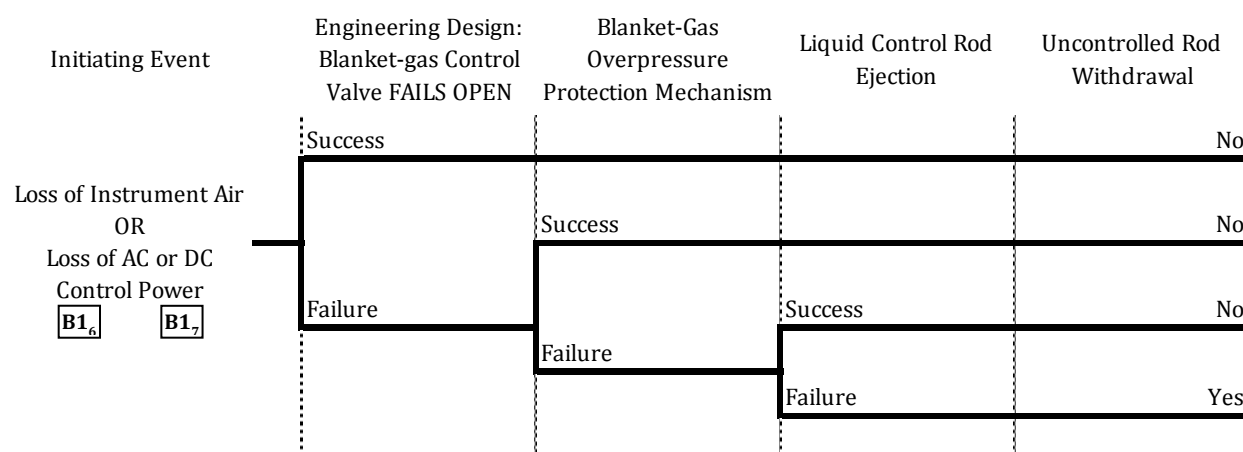 Initiating Event
Engineering Design:
Blanket-gas Control
Valve FAILS OPEN
Blanket-Gas
Overpressure
Protection Mechanism
Liquid Control Rod
Ejection
Uncontrolled Rod
Withdrawal
Success
No
Loss of Instrument Air
OR
Loss of AC or DC
Control Power
B1₆
B1₇
Success
No
Failure
Success
No
Failure
Failure
Yes